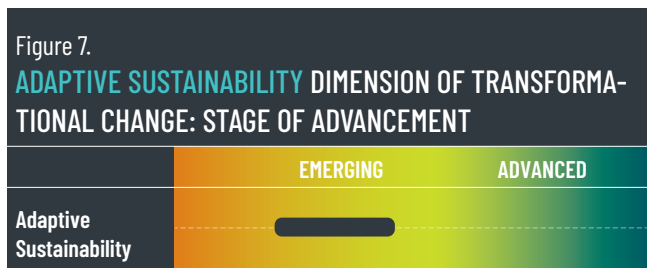 Figure 7.
ADAPTIVE SUSTAINABILITY DIMENSION OF TRANSFORMA-
TIONAL CHANGE: STAGE OF ADVANCEMENT
EMERGING ADVANCED
Adaptive
Sustainability